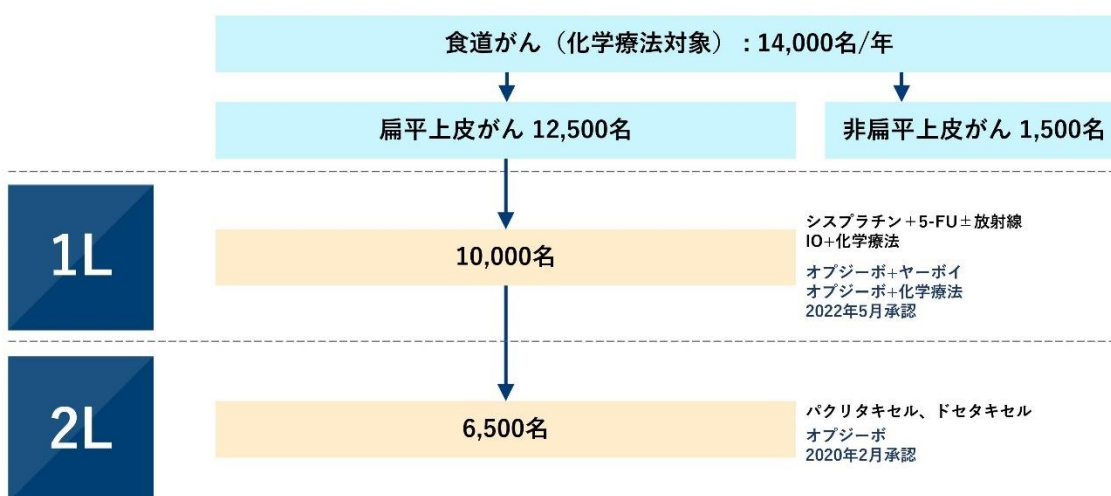 食道がん（化学療法対象）：14,000名/年
扁平上皮がん 12,500名
非扁平上皮がん 1,500名
1L
10,000名
シスプラチン＋5-FU±放射線
IO+化学療法
オプジーボ+ヤーボイ
オプジーボ+化学療法
2022年5月承認
2L
6,500名
パクリタキセル、ドセタキセル
オプジーボ
2020年2月承認